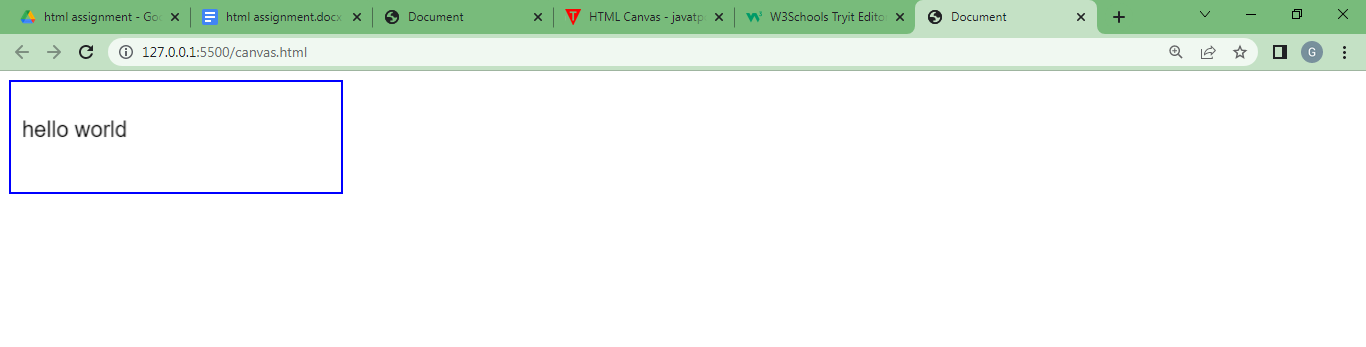 html assignment - Goo
html assignment.docx
Document
HTML Canvas - javatp
W3Schools Tryit Edito
Document
127.0.0.1:5500/canvas.html
G
hello world